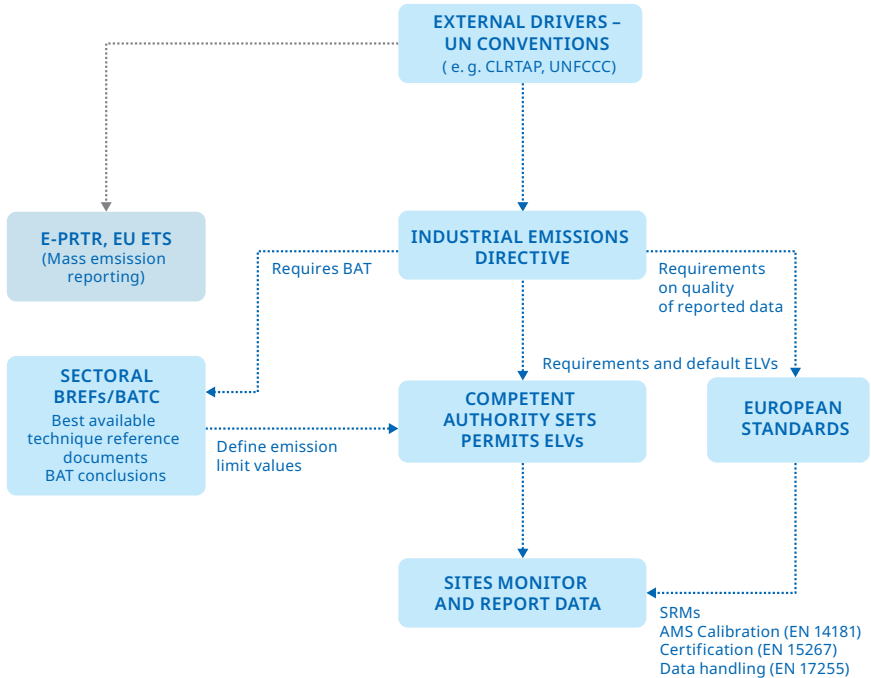 EXTERNAL DRIVERS –
UN CONVENTIONS
( e. g. CLRTAP, UNFCCC)
E-PRTR, EU ETS
(Mass emsission
reporting)
INDUSTRIAL EMISSIONS
DIRECTIVE
Requires BAT
Requirements
on quality
of reported data
Requirements and default ELVs
SECTORAL
BREFs/BATC
Best available
technique reference
documents
BAT conclusions
Define emission
limit values
COMPETENT
AUTHORITY SETS
PERMITS ELVs
EUROPEAN
STANDARDS
SITES MONITOR
AND REPORT DATA
SRMs
AMS Calibration (EN 14181)
Certification (EN 15267)
Data handling (EN 17255)